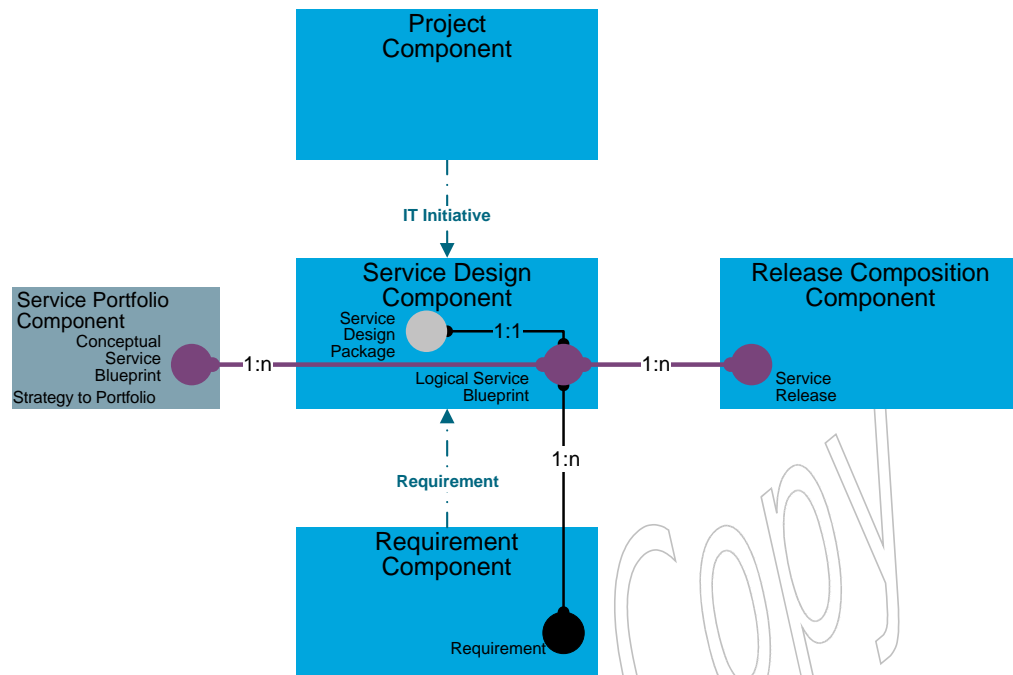 Project
Component
IT Initiative
Service Design
Component
Service
Design
Package
1:1
Logical Service
Blueprint
Service Portfolio
Component
Conceptual
Service
Blueprint
Strategy to Portfolio
1:n
1:n
Release Composition
Component
Service
Release
1:n
Requirement
Requirement
Component
Requirement
Copy